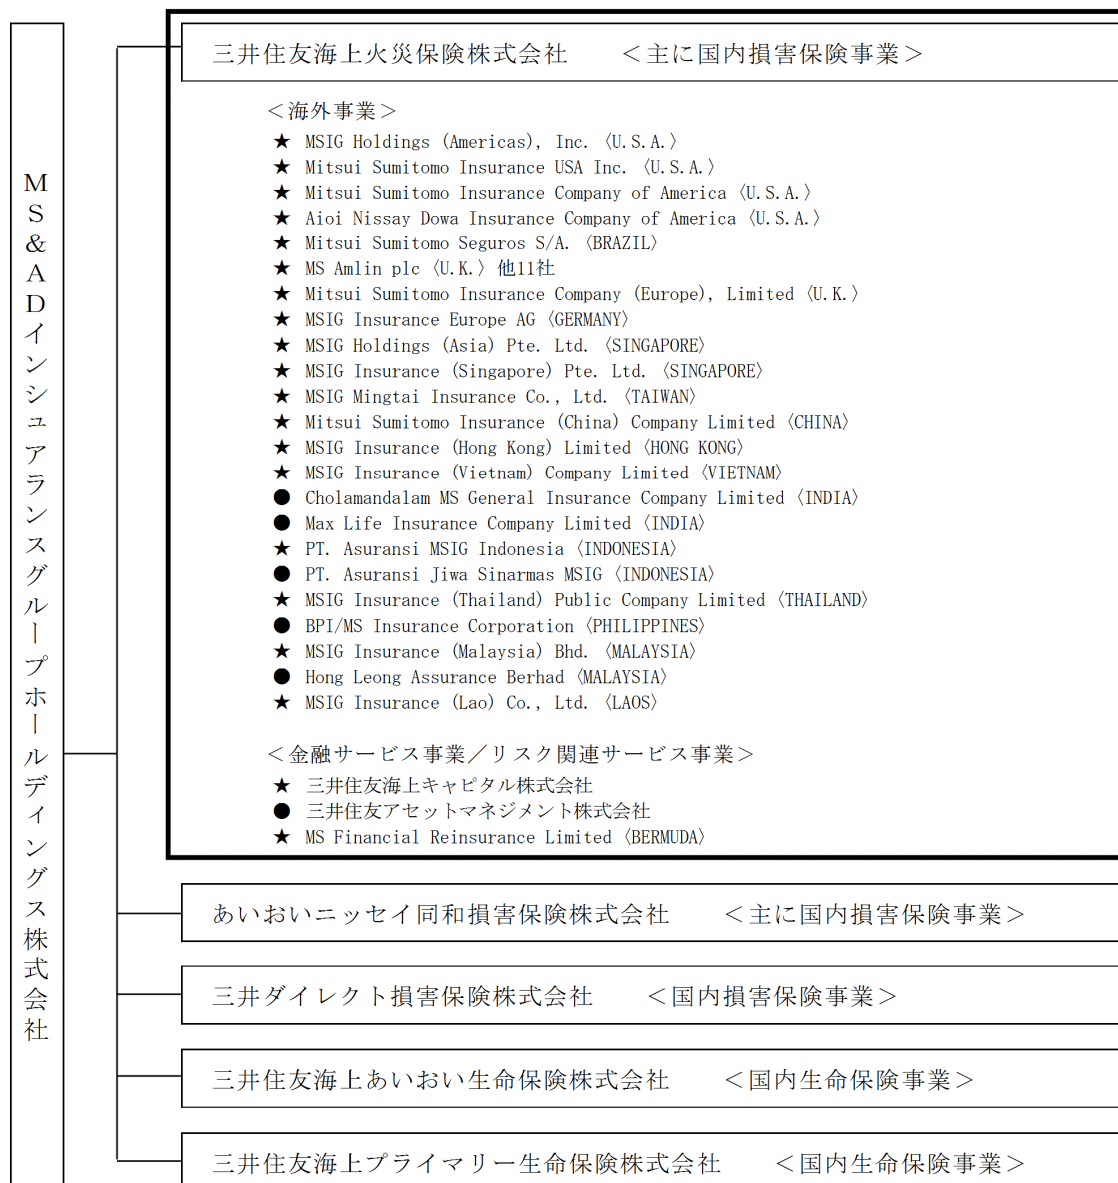 MS&ADインシュアランスグループホールディングス株式会社
三井住友海上火災保険株式会社　　＜主に国内損害保険事業＞
＜海外事業＞
★ MSIG Holdings (Americas), Inc.〈U.S.A.〉
★ Mitsui Sumitomo Insurance USA Inc.〈U.S.A.〉
★ Mitsui Sumitomo Insurance Company of America〈U.S.A.〉
★ Aioi Nissay Dowa Insurance Company of America〈U.S.A.〉
★ Mitsui Sumitomo Seguros S/A.〈BRAZIL〉
★ MS Amlin plc〈U.K.〉他11社
★ Mitsui Sumitomo Insurance Company (Europe), Limited〈U.K.〉
★ MSIG Insurance Europe AG〈GERMANY〉
★ MSIG Holdings (Asia) Pte. Ltd.〈SINGAPORE〉
★ MSIG Insurance (Singapore) Pte. Ltd.〈SINGAPORE〉
★ MSIG Mingtai Insurance Co., Ltd.〈TAIWAN〉
★ Mitsui Sumitomo Insurance (China) Company Limited〈CHINA〉
★ MSIG Insurance (Hong Kong) Limited〈HONG KONG〉
★ MSIG Insurance (Vietnam) Company Limited〈VIETNAM〉
● Cholamandalam MS General Insurance Company Limited〈INDIA〉
● Max Life Insurance Company Limited〈INDIA〉
★ PT. Asuransi MSIG Indonesia〈INDONESIA〉
● PT. Asuransi Jiwa Sinarmas MSIG〈INDONESIA〉
★ MSIG Insurance (Thailand) Public Company Limited〈THAILAND〉
● BPI/MS Insurance Corporation〈PHILIPPINES〉
★ MSIG Insurance (Malaysia) Bhd.〈MALAYSIA〉
● Hong Leong Assurance Berhad〈MALAYSIA〉
★ MSIG Insurance (Lao) Co., Ltd.〈LAOS〉
＜金融サービス事業／リスク関連サービス事業＞
★ 三井住友海上キャピタル株式会社
● 三井住友アセットマネジメント株式会社
★ MS Financial Reinsurance Limited〈BERMUDA〉
あいおいニッセイ同和損害保険株式会社　　＜主に国内損害保険事業＞
三井ダイレクト損害保険株式会社　　＜国内損害保険事業＞
三井住友海上あいおい生命保険株式会社　　＜国内生命保険事業＞
三井住友海上プライマリー生命保険株式会社　　＜国内生命保険事業＞